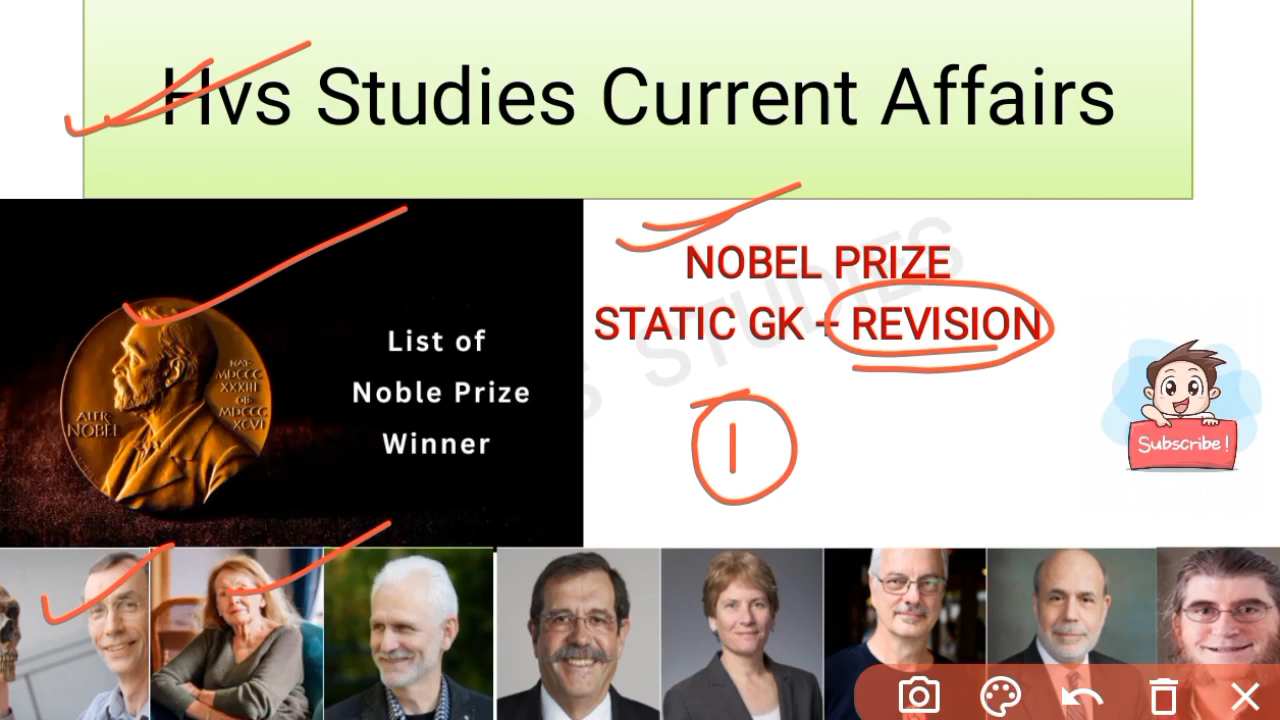 Hvs Studies Current Affairs
NOBEL PRIZE
STATIC GK + REVISION
STUDIES
1
List of
Noble Prize
Winner
ALFR·
NOBEL
NAT·
MDCCC
XXXIII
OB·
MDCCC
XCVI
Subscribe!